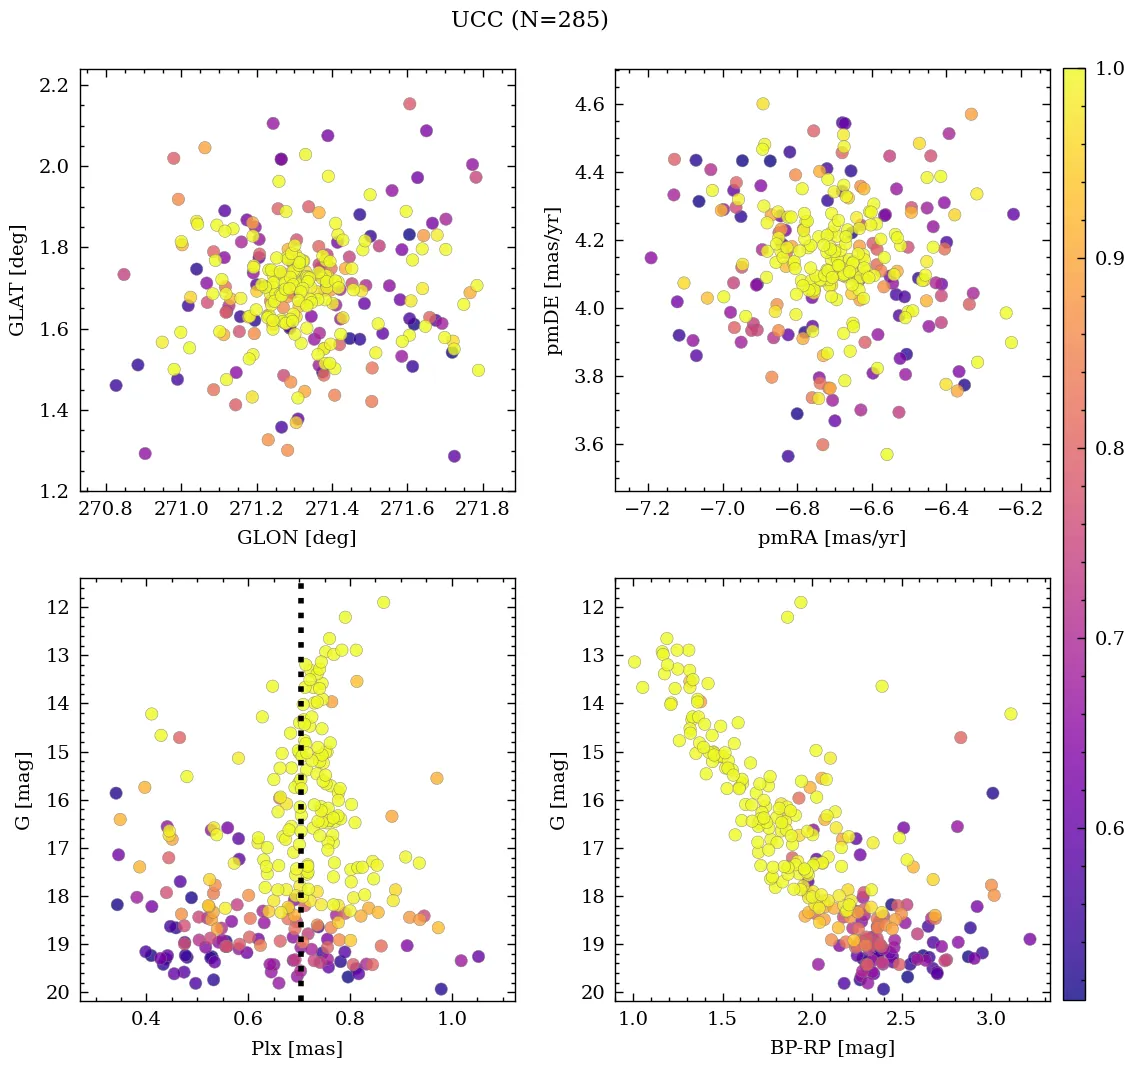 UCC (N=285)
2.2
2.0
1.8
1.6
1.4
1.2
GLAT [deg]
270.8 271.0 271.2 271.4 271.6 271.8
GLON [deg]
4.6
4.4
4.2
4.0
3.8
3.6
pmDE [mas/yr]
−7.2 −7.0 −6.8 −6.6 −6.4 −6.2
pmRA [mas/yr]
1.0
0.9
0.8
0.7
0.6
12
13
14
15
16
17
18
19
20
G [mag]
0.4 0.6 0.8 1.0
Plx [mas]
12
13
14
15
16
17
18
19
20
G [mag]
1.0 1.5 2.0 2.5 3.0
BP-RP [mag]